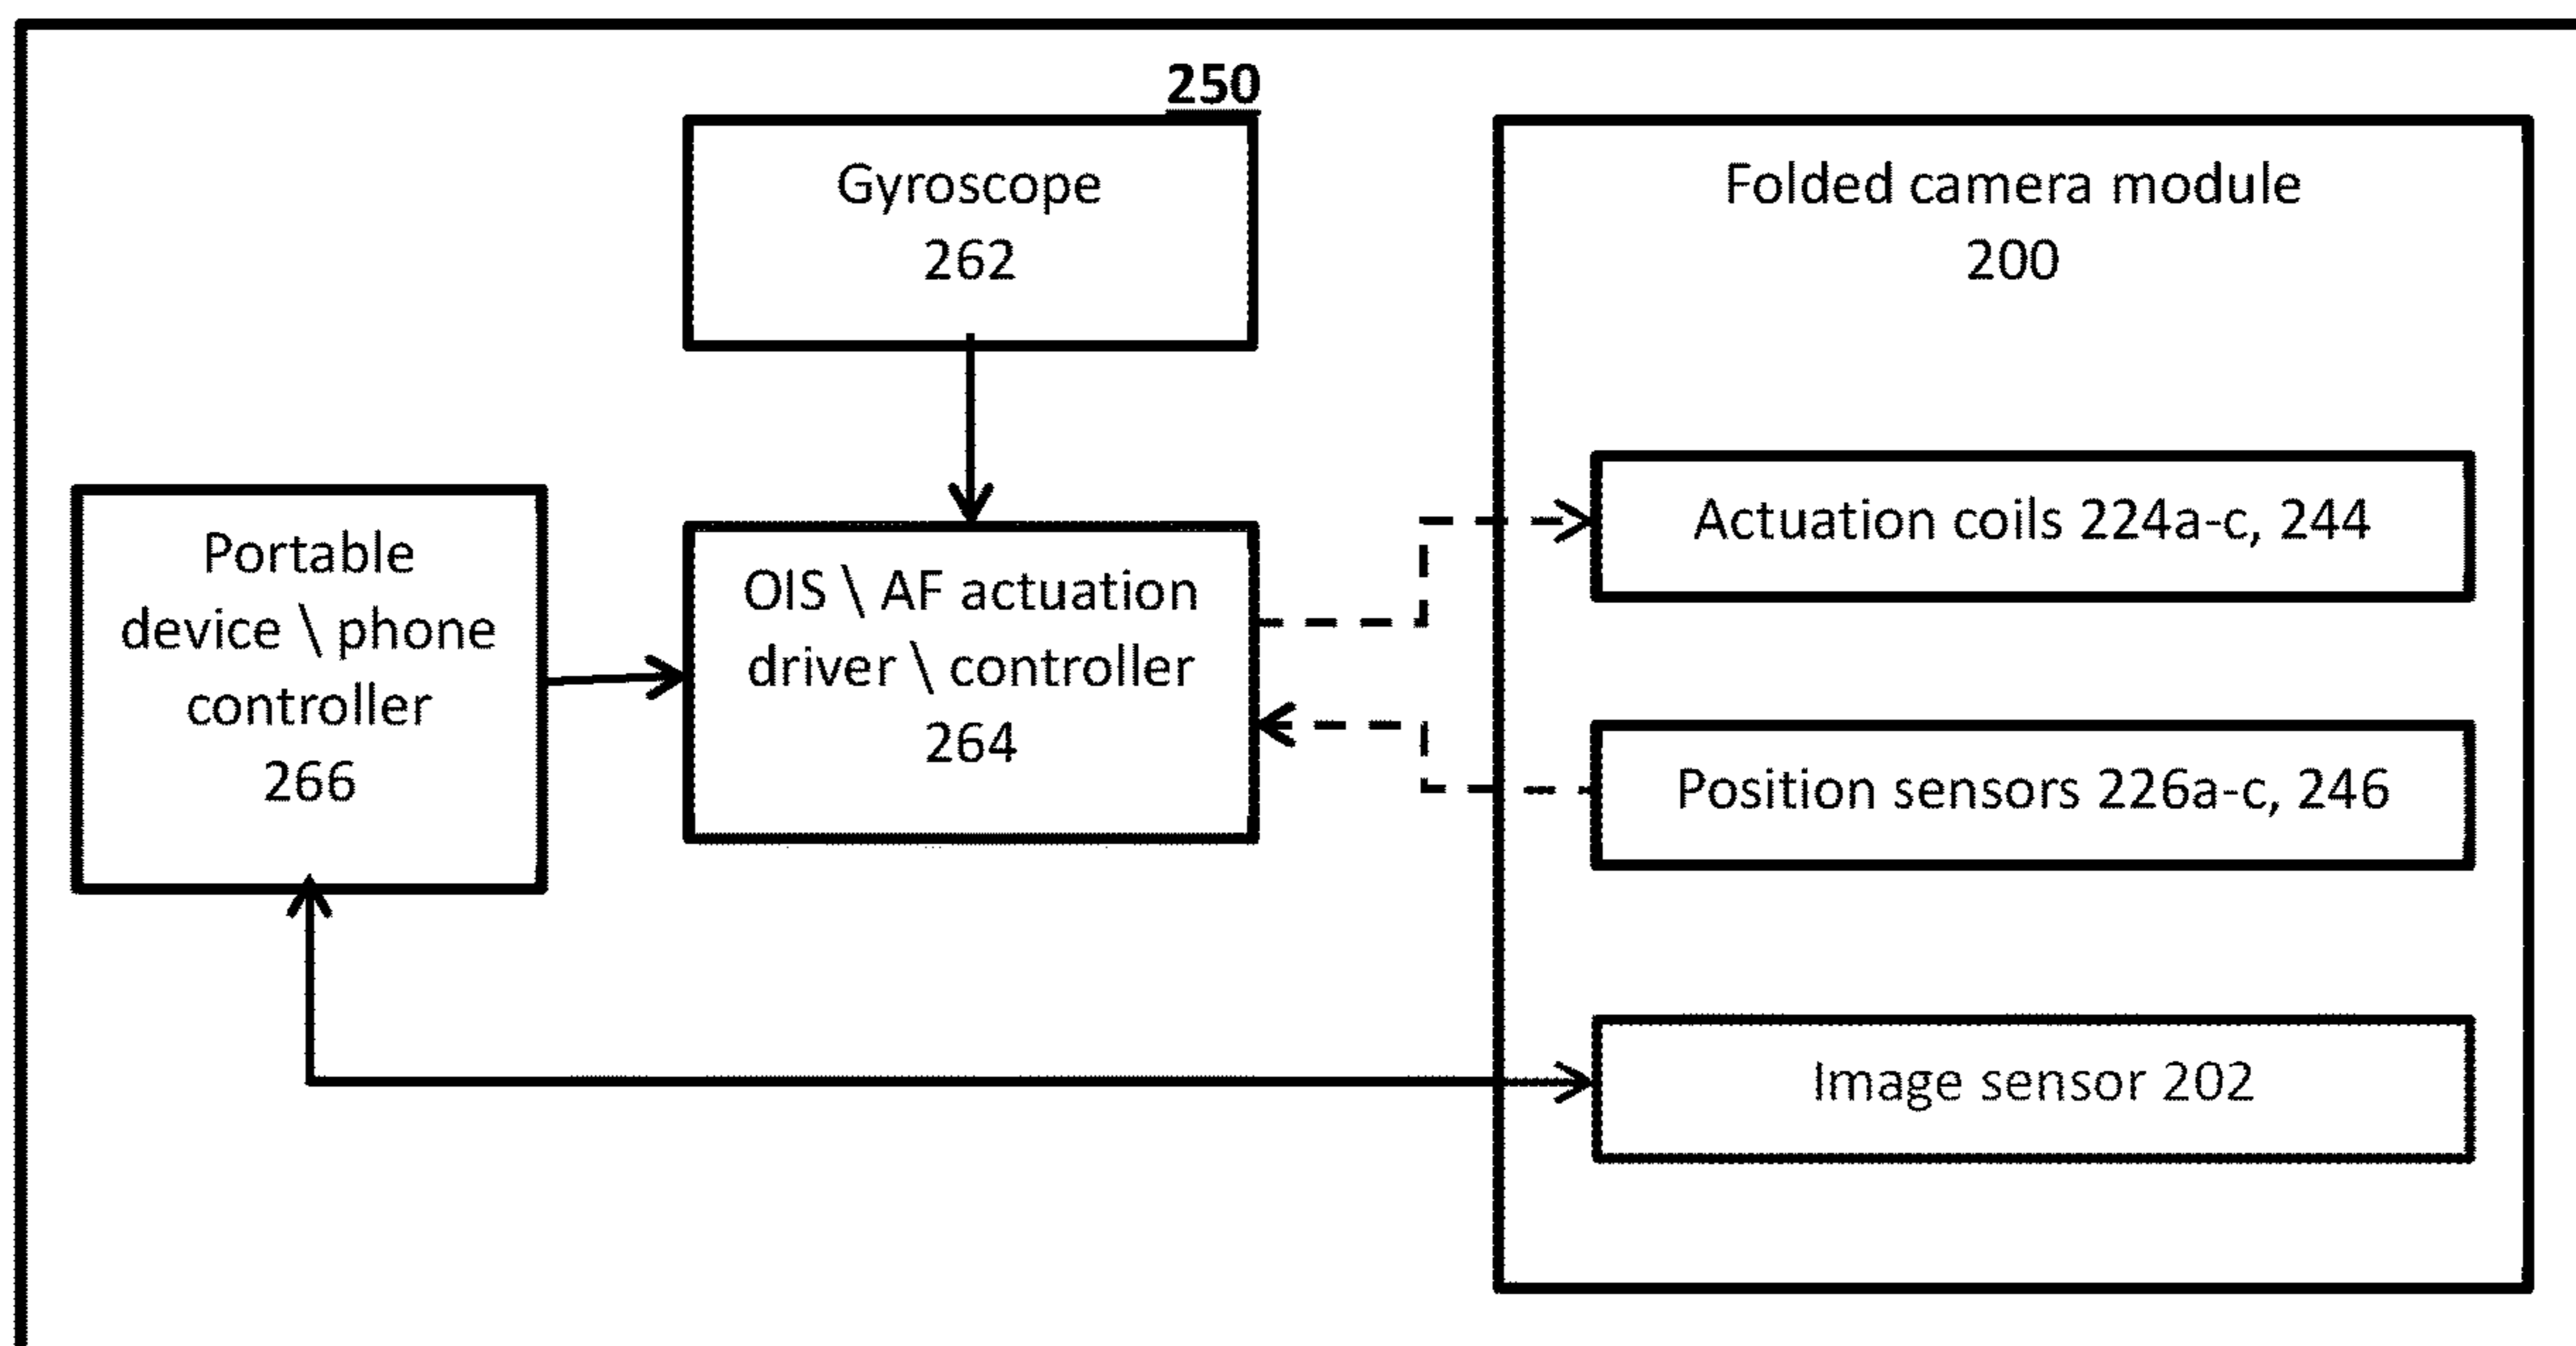 250
Gyroscope
262
Folded camera module
200
Portable
device \ phone
controller
266
OIS \ AF actuation
driver \ controller
264
Actuation coils 224a-c, 244
Position sensors 226a-c, 246
Image sensor 202